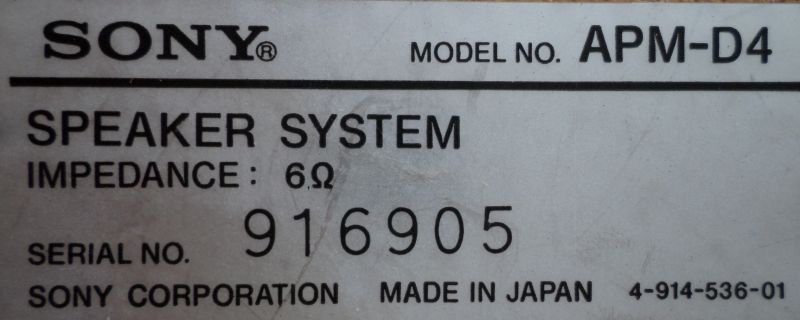 SONY® MODEL NO. APM-D4
SPEAKER SYSTEM
IMPEDANCE: 6Ω
SERIAL NO. 916905
SONY CORPORATION MADE IN JAPAN 4-914-536-01